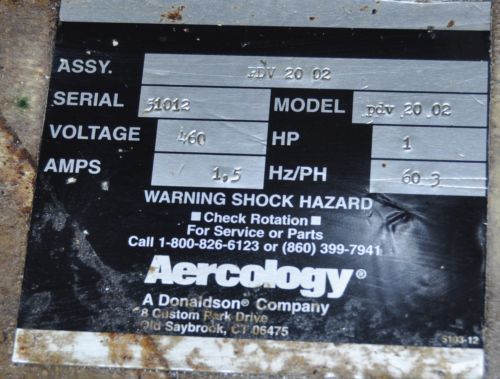 ASSY. PDV 20 02
SERIAL 51012 MODEL pdv 20 02
VOLTAGE 460 HP 1
AMPS 1.5 Hz/PH 60 3
WARNING SHOCK HAZARD
■ Check Rotation ■
For Service or Parts
Call 1-800-826-6123 or (860) 399-7941
Aercology®
A Donaldson® Company
8 Custom Park Drive
Old Saybrook, CT 06475
5103-12